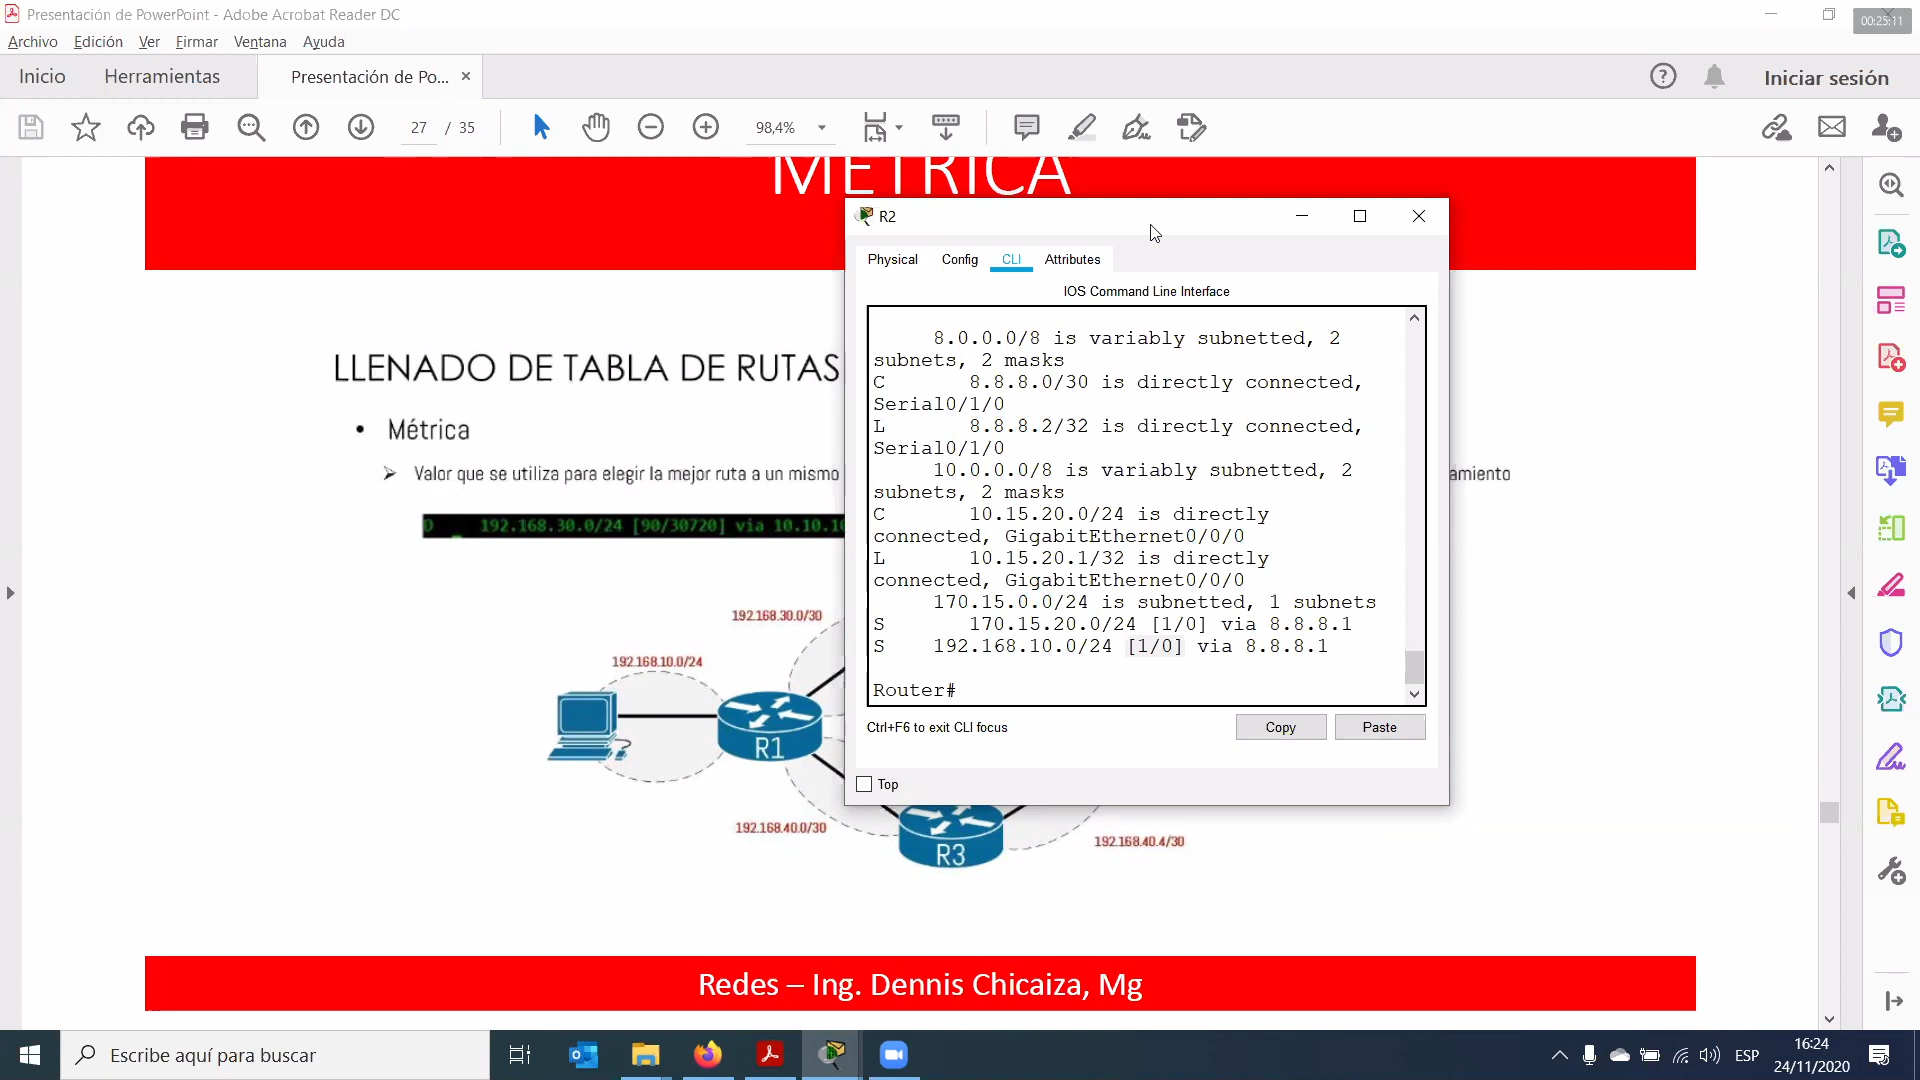 Presentación de PowerPoint - Adobe Acrobat Reader DC
00:25:11
Archivo Edición Ver Firmar Ventana Ayuda
Inicio Herramientas Presentación de Po... Iniciar sesión
27 / 35 98,4%
MÉTRICA
R2
Physical Config CLI Attributes
IOS Command Line Interface
8.0.0.0/8 is variably subnetted, 2
subnets, 2 masks
C 8.8.8.0/30 is directly connected,
Serial0/1/0
L 8.8.8.2/32 is directly connected,
Serial0/1/0
10.0.0.0/8 is variably subnetted, 2
subnets, 2 masks
C 10.15.20.0/24 is directly
connected, GigabitEthernet0/0/0
L 10.15.20.1/32 is directly
connected, GigabitEthernet0/0/0
170.15.0.0/24 is subnetted, 1 subnets
S 170.15.20.0/24 [1/0] via 8.8.8.1
S 192.168.10.0/24 [1/0] via 8.8.8.1
Router#
Ctrl+F6 to exit CLI focus
Copy Paste
Top
LLENADO DE TABLA DE RUTAS
• Métrica
Valor que se utiliza para elegir la mejor ruta a un mismo
amiento
192.168.30.0/24 [90/30720] via 10.10.10
192.168.30.0/30
192.168.10.0/24
R1
192.168.40.0/30
R3
192.168.40.4/30
Redes – Ing. Dennis Chicaiza, Mg
Escribe aquí para buscar
ESP
16:24
24/11/2020